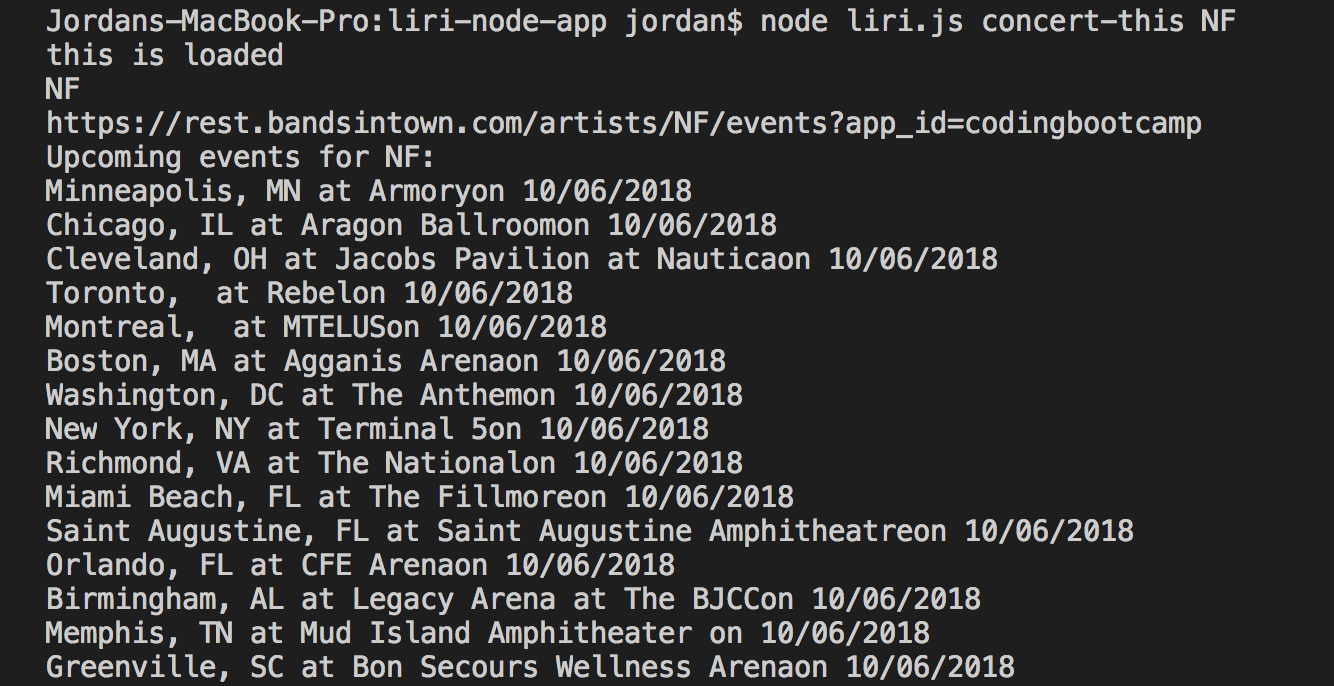 Jordans-MacBook-Pro:liri-node-app jordan$ node liri.js concert-this NF
this is loaded
NF
https://rest.bandsintown.com/artists/NF/events?app_id=codingbootcamp
Upcoming events for NF:
Minneapolis, MN at Armoryon 10/06/2018
Chicago, IL at Aragon Ballroomon 10/06/2018
Cleveland, OH at Jacobs Pavilion at Nauticaon 10/06/2018
Toronto,  at Rebelon 10/06/2018
Montreal,  at MTELUSon 10/06/2018
Boston, MA at Agganis Arenaon 10/06/2018
Washington, DC at The Anthemon 10/06/2018
New York, NY at Terminal 5on 10/06/2018
Richmond, VA at The Nationalon 10/06/2018
Miami Beach, FL at The Fillmoreon 10/06/2018
Saint Augustine, FL at Saint Augustine Amphitheatreon 10/06/2018
Orlando, FL at CFE Arenaon 10/06/2018
Birmingham, AL at Legacy Arena at The BJCCon 10/06/2018
Memphis, TN at Mud Island Amphitheater on 10/06/2018
Greenville, SC at Bon Secours Wellness Arenaon 10/06/2018